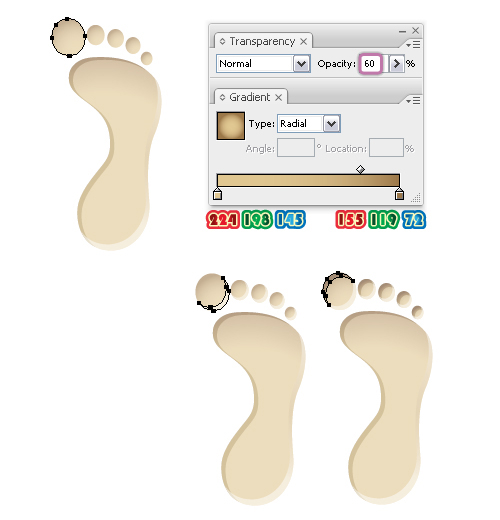 Transparency
Normal Opacity: 60 %
Gradient
Type: Radial
Angle: ° Location: %
224 198 145 155 119 72